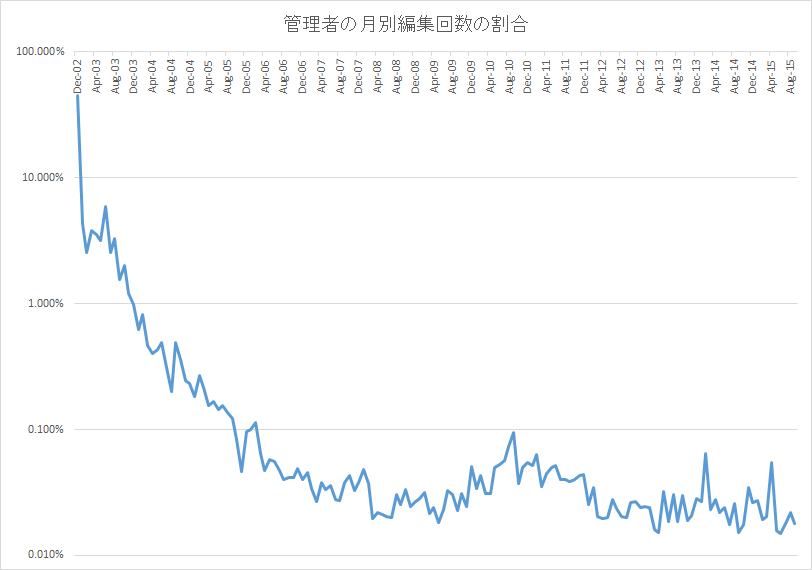 管理者の月別編集回数の割合
100.000%
Dec-02
Apr-03
Aug-03
Dec-03
Apr-04
Aug-04
Dec-04
Apr-05
Aug-05
Dec-05
Apr-06
Aug-06
Dec-06
Apr-07
Aug-07
Dec-07
Apr-08
Aug-08
Dec-08
Apr-09
Aug-09
Dec-09
Apr-10
Aug-10
Dec-10
Apr-11
Aug-11
Dec-11
Apr-12
Aug-12
Dec-12
Apr-13
Aug-13
Dec-13
Apr-14
Aug-14
Dec-14
Apr-15
Aug-15
10.000%
1.000%
0.100%
0.010%